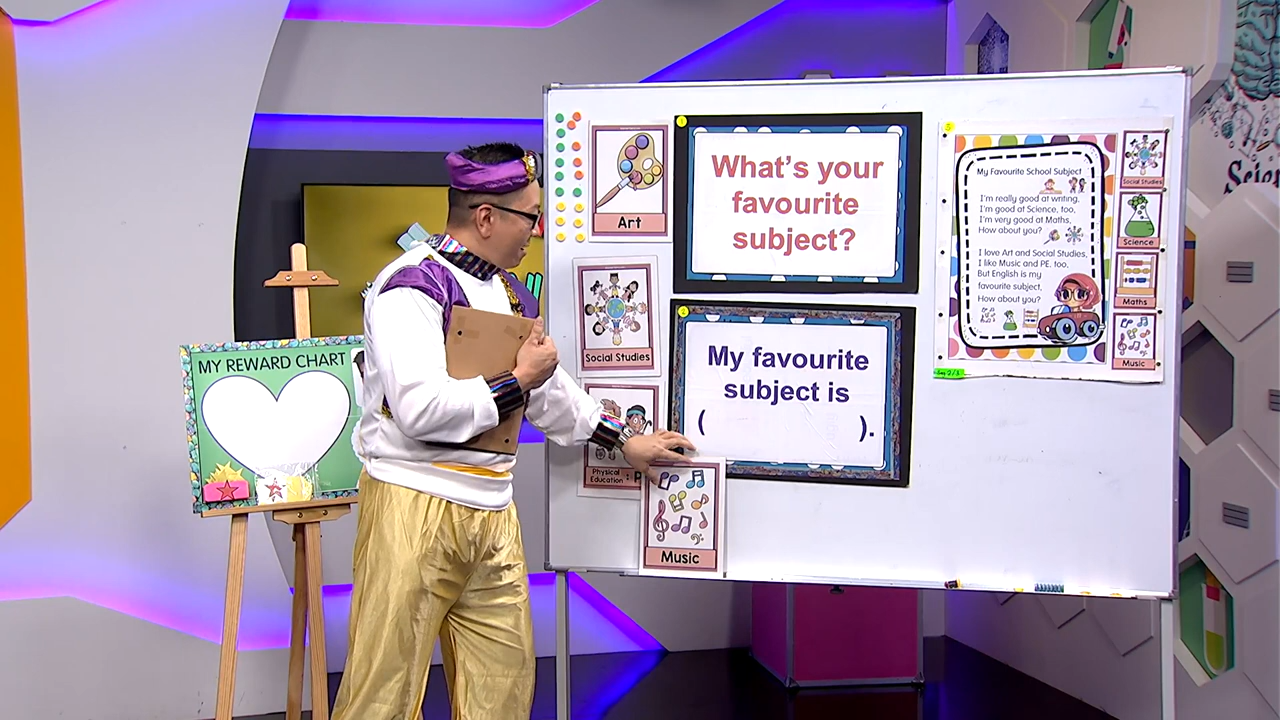 MY REWARD CHART
Art
Social Studies
Physical
Education
Music
1
What's your
favourite
subject?
2
My favourite
subject is
( ).
3
My Favourite School Subject
I'm really good at writing.
I'm good at Science, too,
I'm very good at Maths,
How about you?
I love Art and Social Studies,
I like Music and PE, too.
But English is my
favourite subject,
How about you?
Social Studies
Science
Maths
Music